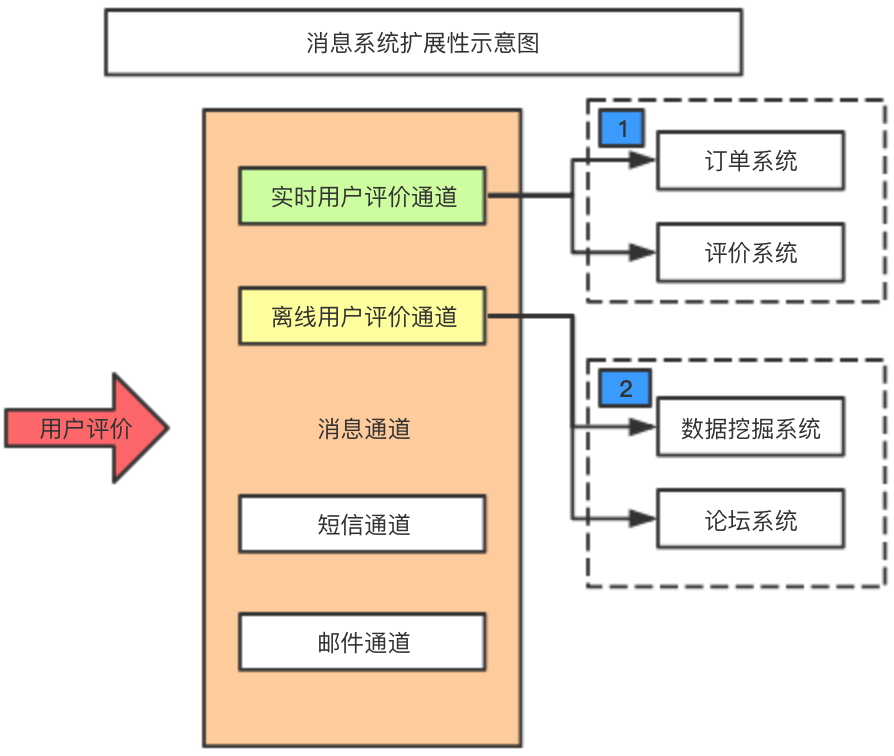 消息系统扩展性示意图
用户评价
实时用户评价通道
离线用户评价通道
消息通道
短信通道
邮件通道
1
订单系统
评价系统
2
数据挖掘系统
论坛系统